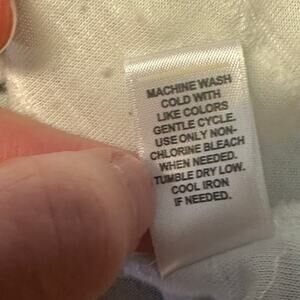 MACHINE WASH
COLD WITH
LIKE COLORS
GENTLE CYCLE.
USE ONLY NON-
CHLORINE BLEACH
WHEN NEEDED.
TUMBLE DRY LOW.
COOL IRON
IF NEEDED.